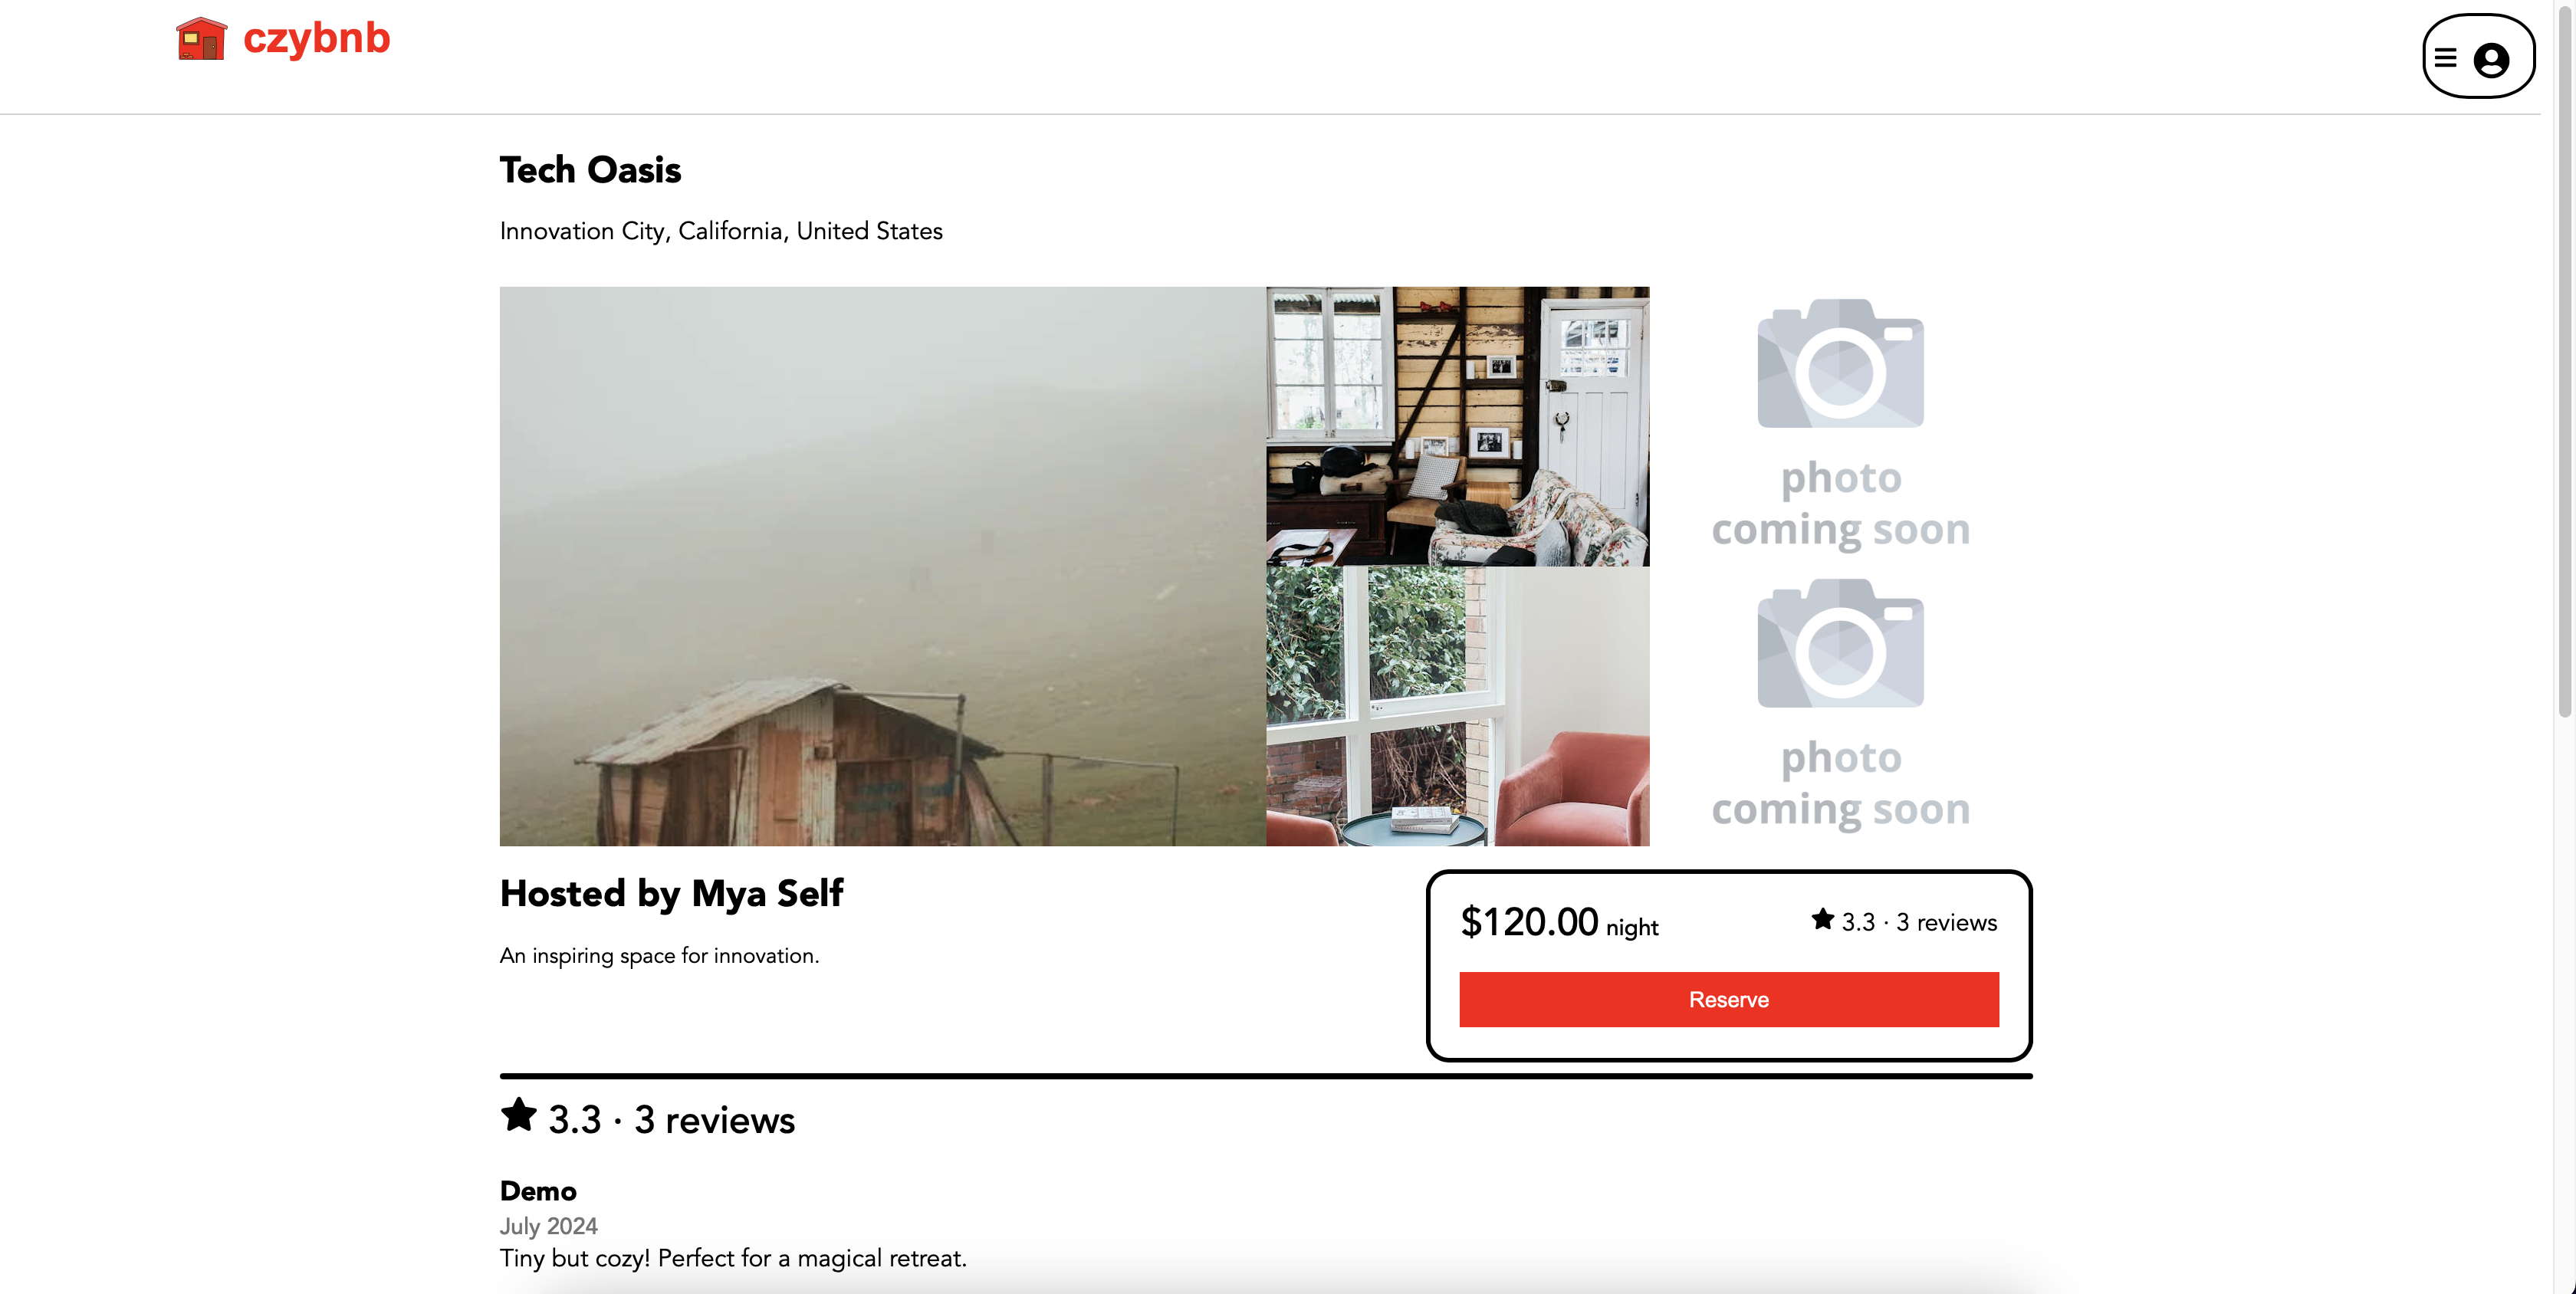 czybnb
Tech Oasis
Innovation City, California, United States
photo
coming soon
photo
coming soon
Hosted by Mya Self
An inspiring space for innovation.
$120.00 night
3.3 · 3 reviews
Reserve
3.3 · 3 reviews
Demo
July 2024
Tiny but cozy! Perfect for a magical retreat.